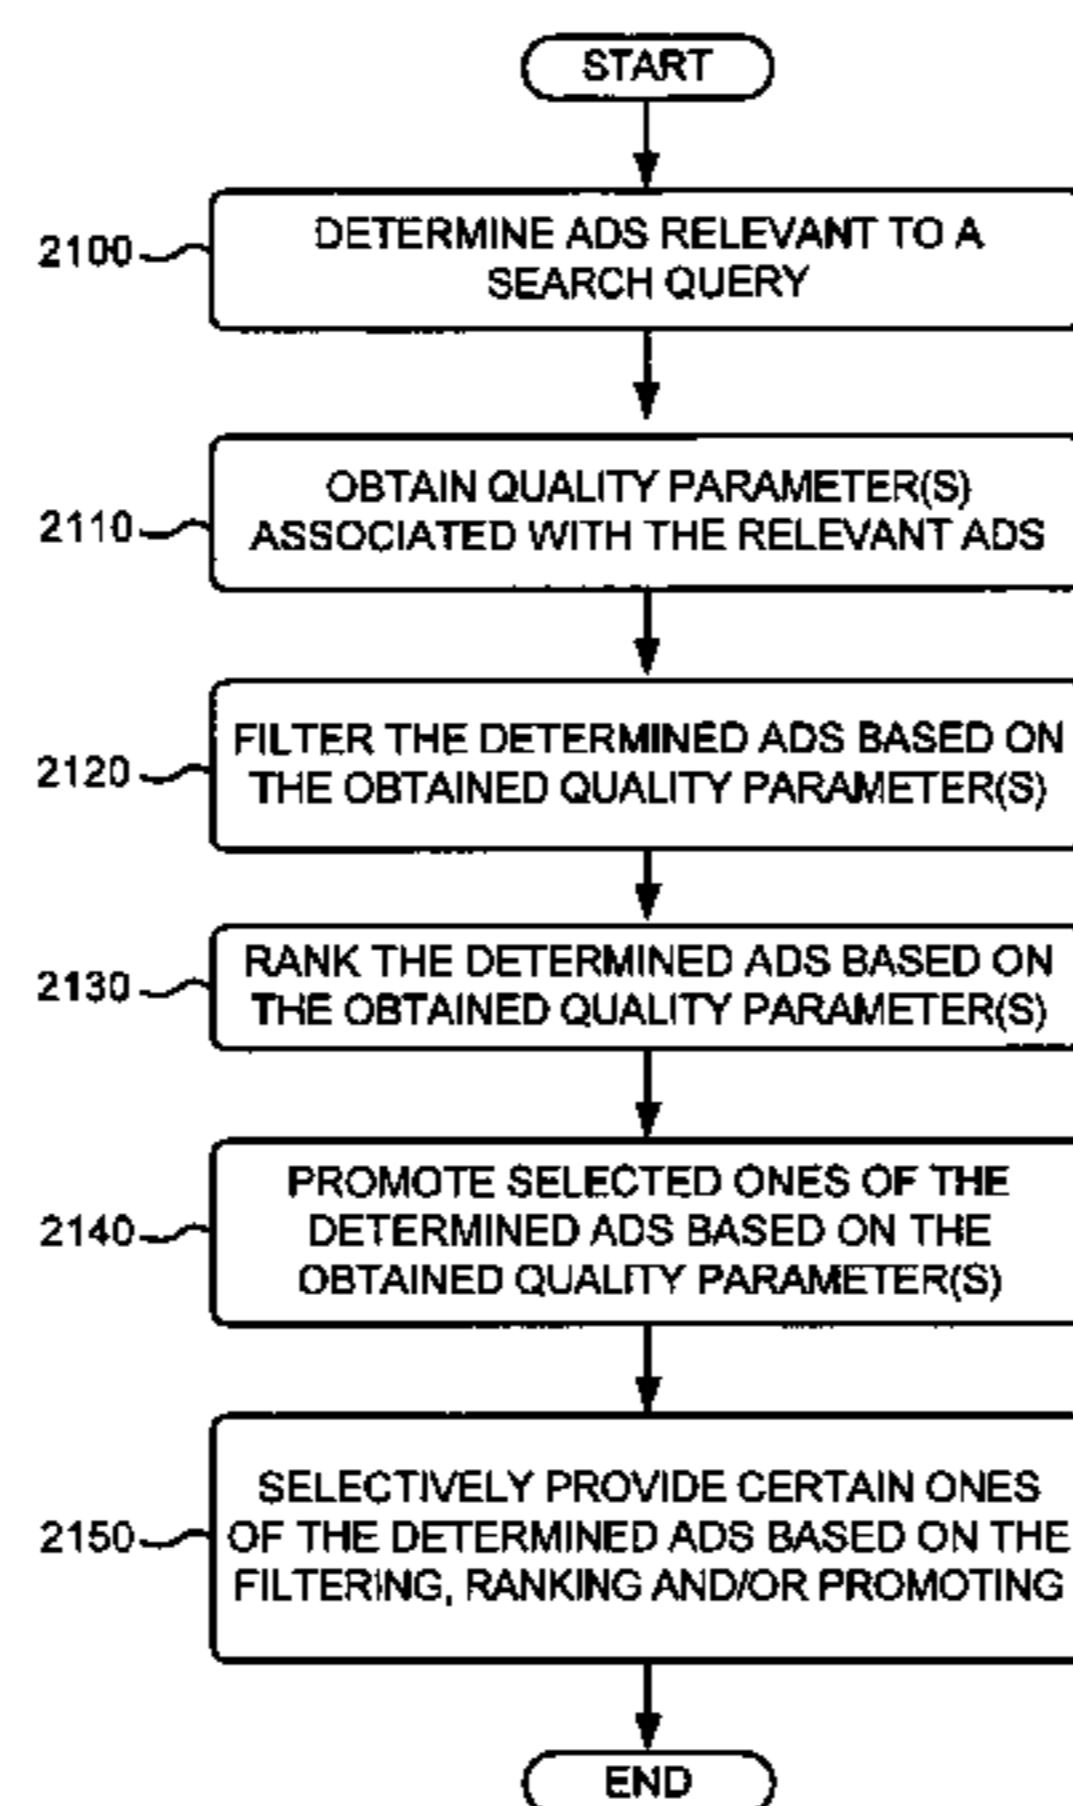 START
2100
DETERMINE ADS RELEVANT TO A
SEARCH QUERY
2110
OBTAIN QUALITY PARAMETER(S)
ASSOCIATED WITH THE RELEVANT ADS
2120
FILTER THE DETERMINED ADS BASED ON
THE OBTAINED QUALITY PARAMETER(S)
2130
RANK THE DETERMINED ADS BASED ON
THE OBTAINED QUALITY PARAMETER(S)
2140
PROMOTE SELECTED ONES OF THE
DETERMINED ADS BASED ON THE
OBTAINED QUALITY PARAMETER(S)
2150
SELECTIVELY PROVIDE CERTAIN ONES
OF THE DETERMINED ADS BASED ON THE
FILTERING, RANKING AND/OR PROMOTING
END